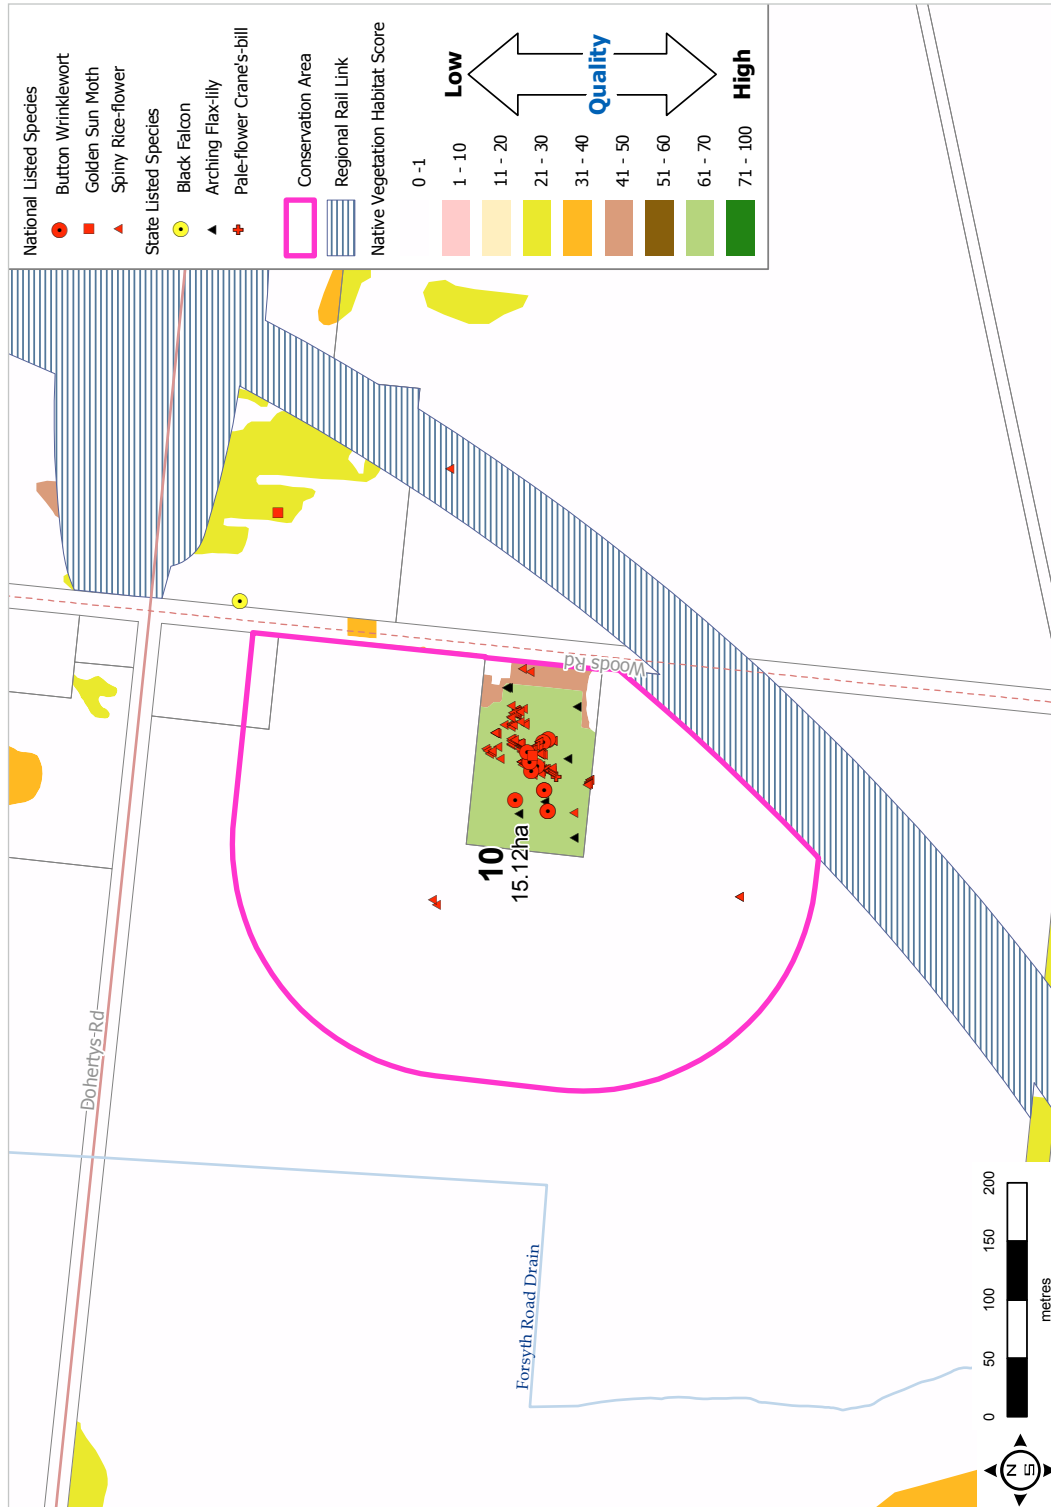 National Listed Species
Button Wrinklewort
Golden Sun Moth
Spiny Rice-flower
State Listed Species
Black Falcon
Arching Flax-lily
Pale-flower Crane's-bill
Conservation Area
Regional Rail Link
Native Vegetation Habitat Score
0 -1
1 - 10
11 - 20
21 - 30
31 - 40
41 - 50
51 - 60
61 - 70
71 - 100
Low
Quality
High
Dohertys-Rd
Woods Rd
10
15.12ha
Forsyth Road Drain
0 50 100 150 200
metres
N
S